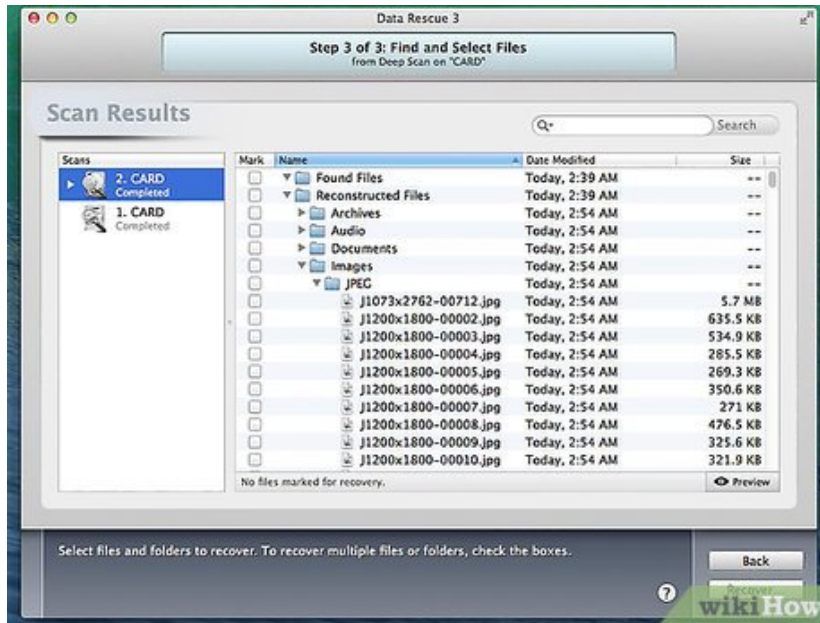 Data Rescue 3
Step 3 of 3: Find and Select Files
from Deep Scan on "CARD"
Scan Results
Search
Scans
2. CARD
Completed
1. CARD
Completed
Mark Name Date Modified Size
Found Files Today, 2:39 AM --
Reconstructed Files Today, 2:39 AM --
Archives Today, 2:54 AM --
Audio Today, 2:54 AM --
Documents Today, 2:54 AM --
Images Today, 2:54 AM --
JPEG Today, 2:54 AM --
J1073x2762-00712.jpg Today, 2:54 AM 5.7 MB
J1200x1800-00002.jpg Today, 2:54 AM 635.5 KB
J1200x1800-00003.jpg Today, 2:54 AM 534.9 KB
J1200x1800-00004.jpg Today, 2:54 AM 285.5 KB
J1200x1800-00005.jpg Today, 2:54 AM 269.3 KB
J1200x1800-00006.jpg Today, 2:54 AM 350.6 KB
J1200x1800-00007.jpg Today, 2:54 AM 271 KB
J1200x1800-00008.jpg Today, 2:54 AM 476.5 KB
J1200x1800-00009.jpg Today, 2:54 AM 325.6 KB
J1200x1800-00010.jpg Today, 2:54 AM 321.9 KB
No files marked for recovery.
Preview
Select files and folders to recover. To recover multiple files or folders, check the boxes.
Back
?
Recover...
wikiHow